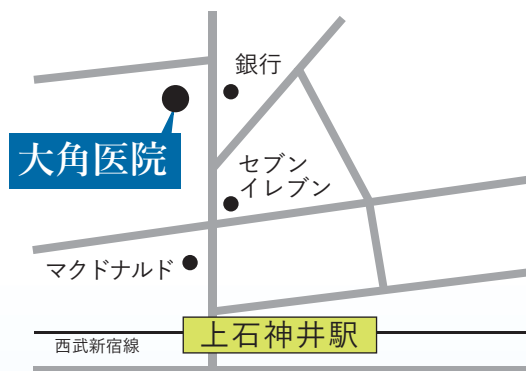 銀行
大角医院
セブン
イレブン
マクドナルド
上石神井駅
西武新宿線